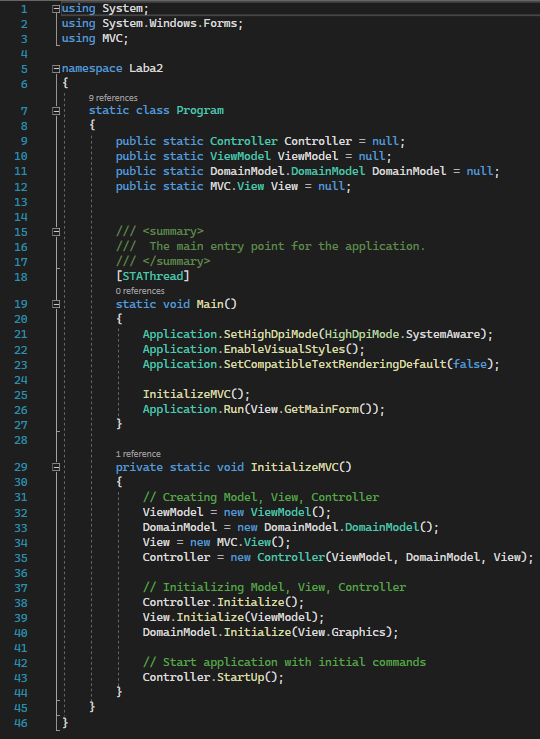 1 using System;
2 using System.Windows.Forms;
3 using MVC;
4
5 namespace Laba2
6 {
9 references
7     static class Program
8     {
9         public static Controller Controller = null;
10         public static ViewModel ViewModel = null;
11         public static DomainModel.DomainModel DomainModel = null;
12         public static MVC.View View = null;
13
14
15         /// <summary>
16         ///  The main entry point for the application.
17         /// </summary>
18         [STAThread]
0 references
19         static void Main()
20         {
21             Application.SetHighDpiMode(HighDpiMode.SystemAware);
22             Application.EnableVisualStyles();
23             Application.SetCompatibleTextRenderingDefault(false);
24
25             InitializeMVC();
26             Application.Run(View.GetMainForm());
27         }
28
1 reference
29         private static void InitializeMVC()
30         {
31             // Creating Model, View, Controller
32             ViewModel = new ViewModel();
33             DomainModel = new DomainModel.DomainModel();
34             View = new MVC.View();
35             Controller = new Controller(ViewModel, DomainModel, View);
36
37             // Initializing Model, View, Controller
38             Controller.Initialize();
39             View.Initialize(ViewModel);
40             DomainModel.Initialize(View.Graphics);
41
42             // Start application with initial commands
43             Controller.StartUp();
44         }
45     }
46 }